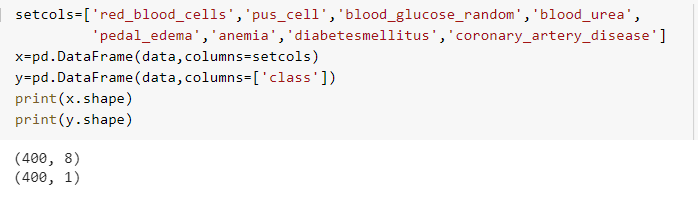 setcols=['red_blood_cells','pus_cell','blood_glucose_random','blood_urea',
'pedal_edema','anemia','diabetesmellitus','coronary_artery_disease']
x=pd.DataFrame(data,columns=setcols)
y=pd.DataFrame(data,columns=['class'])
print(x.shape)
print(y.shape)
(400, 8)
(400, 1)